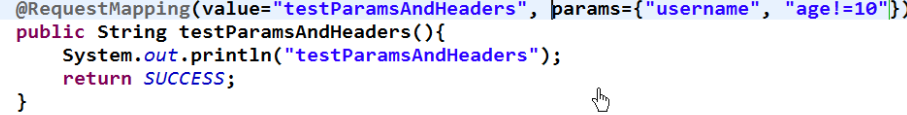 @RequestMapping(value="testParamsAndHeaders", params={"username", "age!=10"})
public String testParamsAndHeaders(){
System.out.println("testParamsAndHeaders");
return SUCCESS;
}